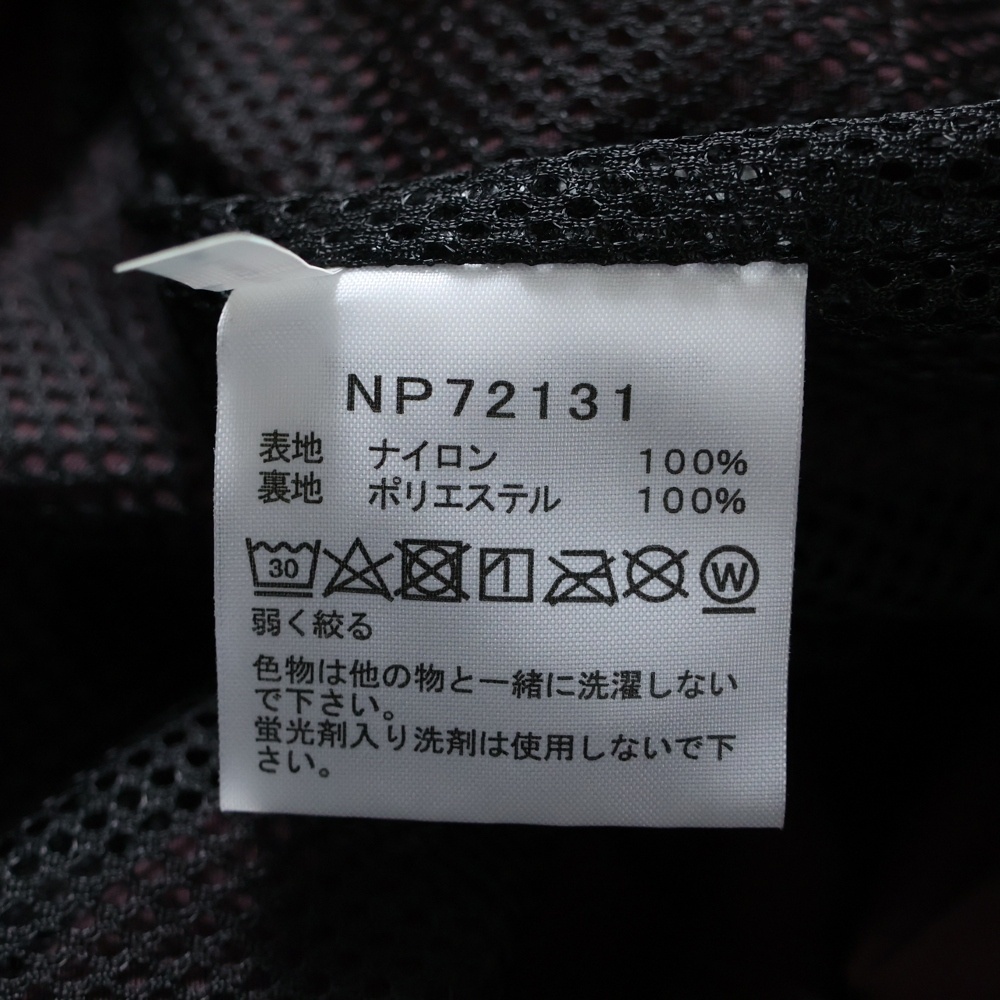 NP72131
表地 ナイロン 100%
裏地 ポリエステル 100%
30 W
弱く絞る
色物は他の物と一緒に洗濯しない
で下さい。
蛍光剤入り洗剤は使用しないで下
さい。